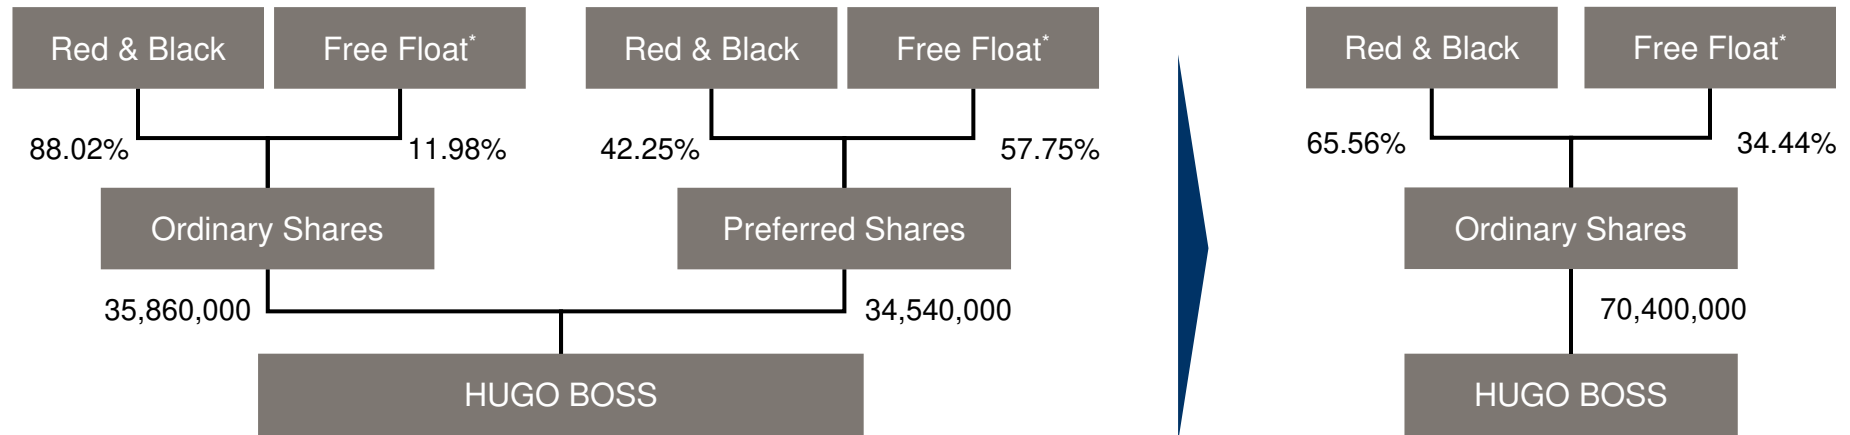 Red & Black
Free Float*
Red & Black
Free Float*
Red & Black
Free Float*
88.02%
11.98%
42.25%
57.75%
65.56%
34.44%
Ordinary Shares
Preferred Shares
Ordinary Shares
35,860,000
34,540,000
70,400,000
HUGO BOSS
HUGO BOSS